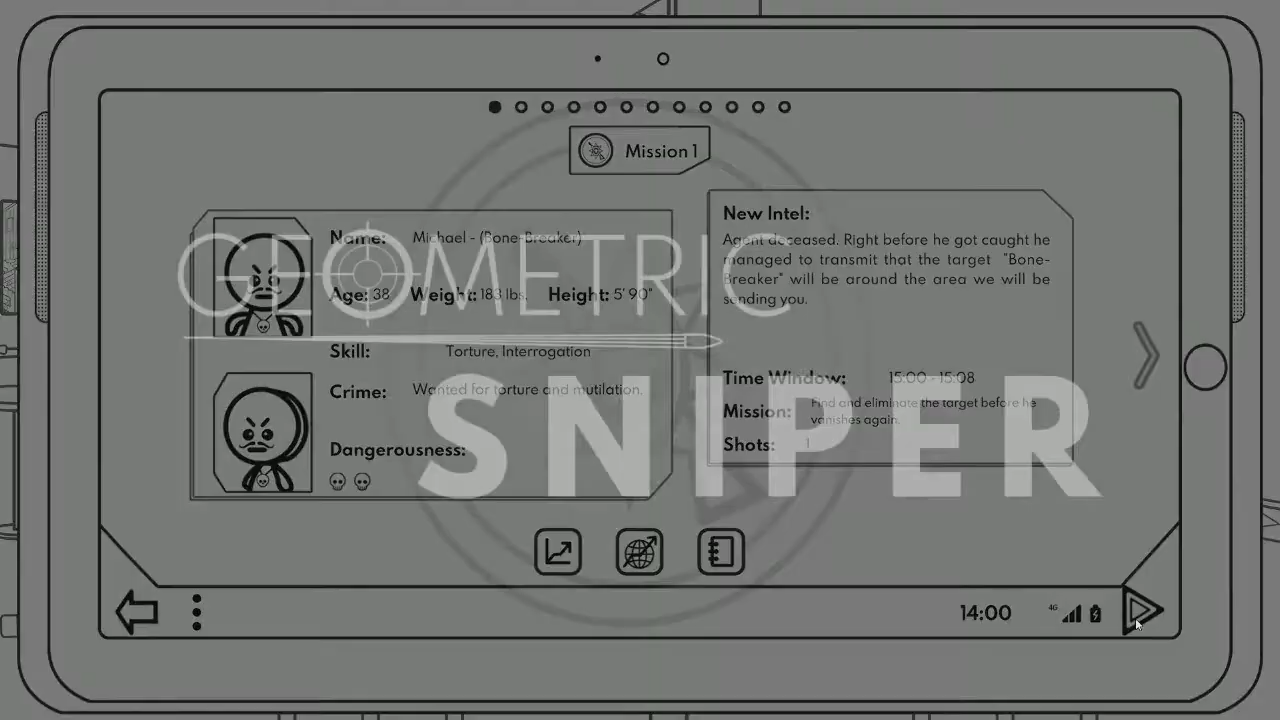 Mission 1
Name: Michael - (Bone-Breaker)
Age: 38 Weight: 183 lbs. Height: 5' 90"
Skill: Torture, Interrogation
Crime: Wanted for torture and mutilation.
Dangerousness:
New Intel:
Agent deceased. Right before he got caught he
managed to transmit that the target "Bone-
Breaker" will be around the area we will be
sending you.
Time Window: 15:00 - 15:08
Mission: Find and eliminate the target before he
vanishes again.
Shots: 1
GEOMETRIC
SNIPER
14:00
4G